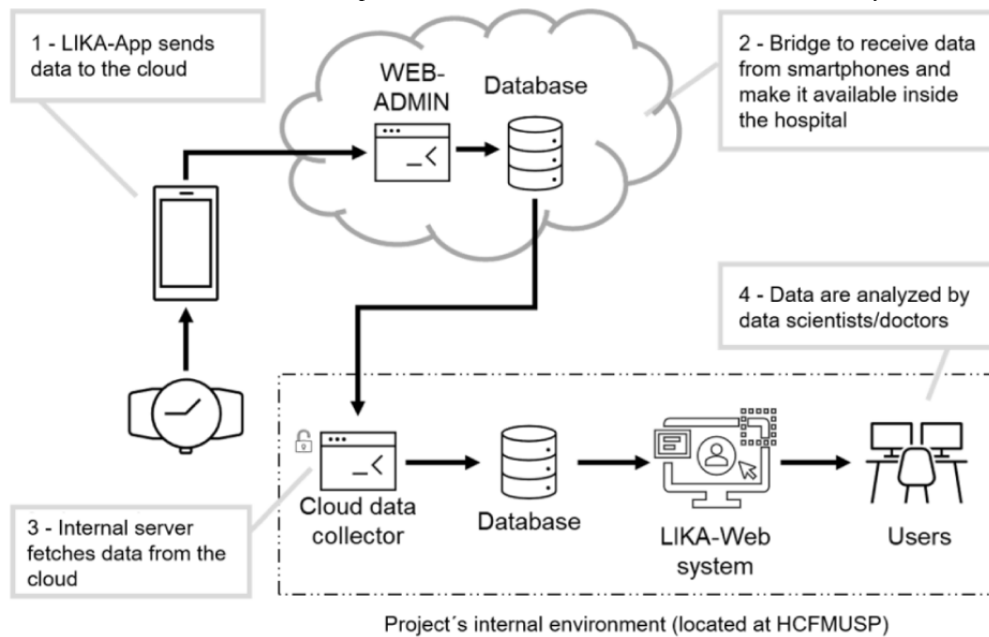 1 - LIKA-App sends
data to the cloud
WEB-
ADMIN
Database
2 - Bridge to receive data
from smartphones and
make it available inside
the hospital
4 - Data are analyzed by
data scientists/doctors
3 - Internal server
fetches data from the
cloud
Cloud data
collector
Database
LIKA-Web
system
Users
Project´s internal environment (located at HCFMUSP)